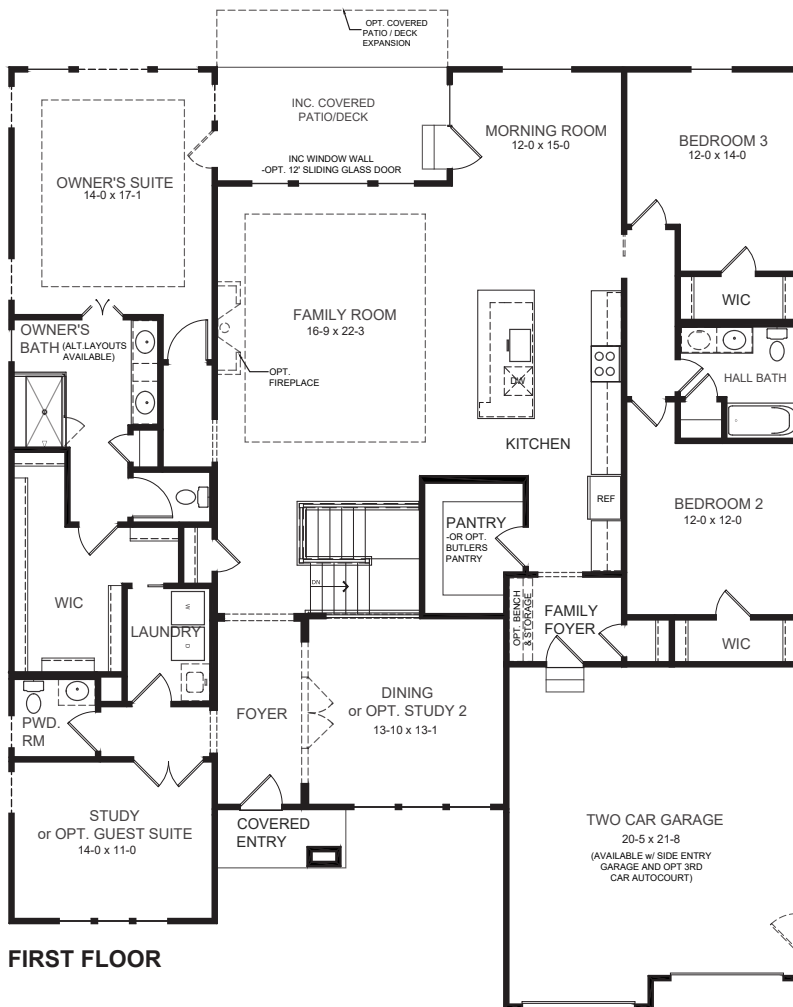 OPT. COVERED
PATIO / DECK
EXPANSION
INC. COVERED
PATIO/DECK
MORNING ROOM
12-0 x 15-0
BEDROOM 3
12-0 x 14-0
INC WINDOW WALL
-OPT. 12' SLIDING GLASS DOOR
OWNER'S SUITE
14-0 x 17-1
WIC
FAMILY ROOM
16-9 x 22-3
OWNER'S
BATH (ALT.LAYOUTS
AVAILABLE)
OPT.
FIREPLACE
DW
HALL BATH
KITCHEN
REF
BEDROOM 2
12-0 x 12-0
PANTRY
-OR OPT.
BUTLERS
PANTRY
DN
WIC
W
D
LAUNDRY
OPT. BENCH
& STORAGE
FAMILY
FOYER
WIC
PWD.
RM
FOYER
DINING
or OPT. STUDY 2
13-10 x 13-1
STUDY
or OPT. GUEST SUITE
14-0 x 11-0
COVERED
ENTRY
TWO CAR GARAGE
20-5 x 21-8
(AVAILABLE w/ SIDE ENTRY
GARAGE AND OPT 3RD
CAR AUTOCOURT)
FIRST FLOOR